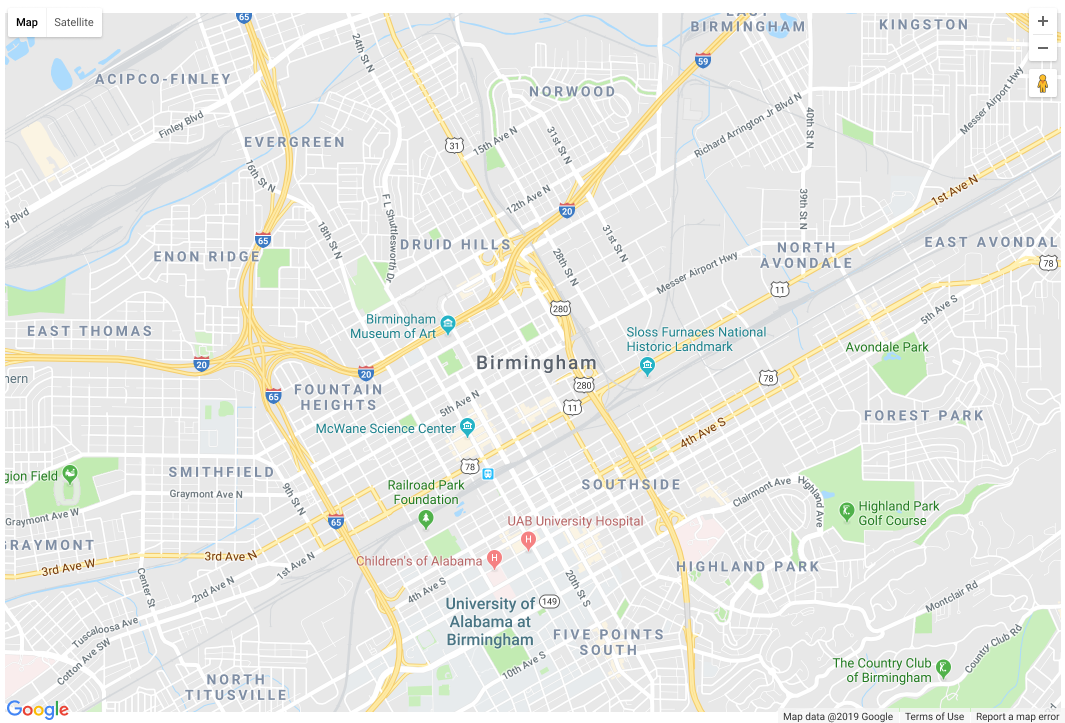 Map
Satellite
65
EAST
BIRMINGHAM
KINGSTON
24th St N
59
ACIPCO-FINLEY
NORWOOD
Messer Airport Hwy
Finley Blvd
Richard Arrington Jr Blvd N
40th St N
EVERGREEN
31
15th Ave N
31st St N
16th St N
12th Ave N
1st Ave N
39th St N
F L Shuttlesworth Dr
20
y Blvd
18th St N
65
DRUID HILLS
31st St N
28th St N
NORTH
AVONDALE
EAST AVONDAL
ENON RIDGE
78
Messer Airport Hwy
11
280
5th Ave S
Birmingham
Museum of Art
EAST THOMAS
Sloss Furnaces National
Historic Landmark
Avondale Park
Birmingham
20
20
hern
280
78
65
FOUNTAIN
HEIGHTS
5th Ave N
11
FOREST PARK
McWane Science Center
4th Ave S
SMITHFIELD
gion Field
78
Railroad Park
Foundation
SOUTHSIDE
9th St N
Graymont Ave N
Clairmont Ave
Highland Ave
Highland Park
Golf Course
Graymont Ave W
65
UAB University Hospital
GRAYMONT
3rd Ave N
3rd Ave W
Children's of Alabama
1st Ave N
HIGHLAND PARK
Center St
2nd Ave N
4th Ave S
20th St S
University of
Alabama at
Birmingham
149
Montclair Rd
Tuscaloosa Ave
FIVE POINTS
SOUTH
Country Club Rd
Cotton Ave SW
10th Ave S
The Country Club
of Birmingham
NORTH
TITUSVILLE
Google
Map data @2019 Google
Terms of Use
Report a map error